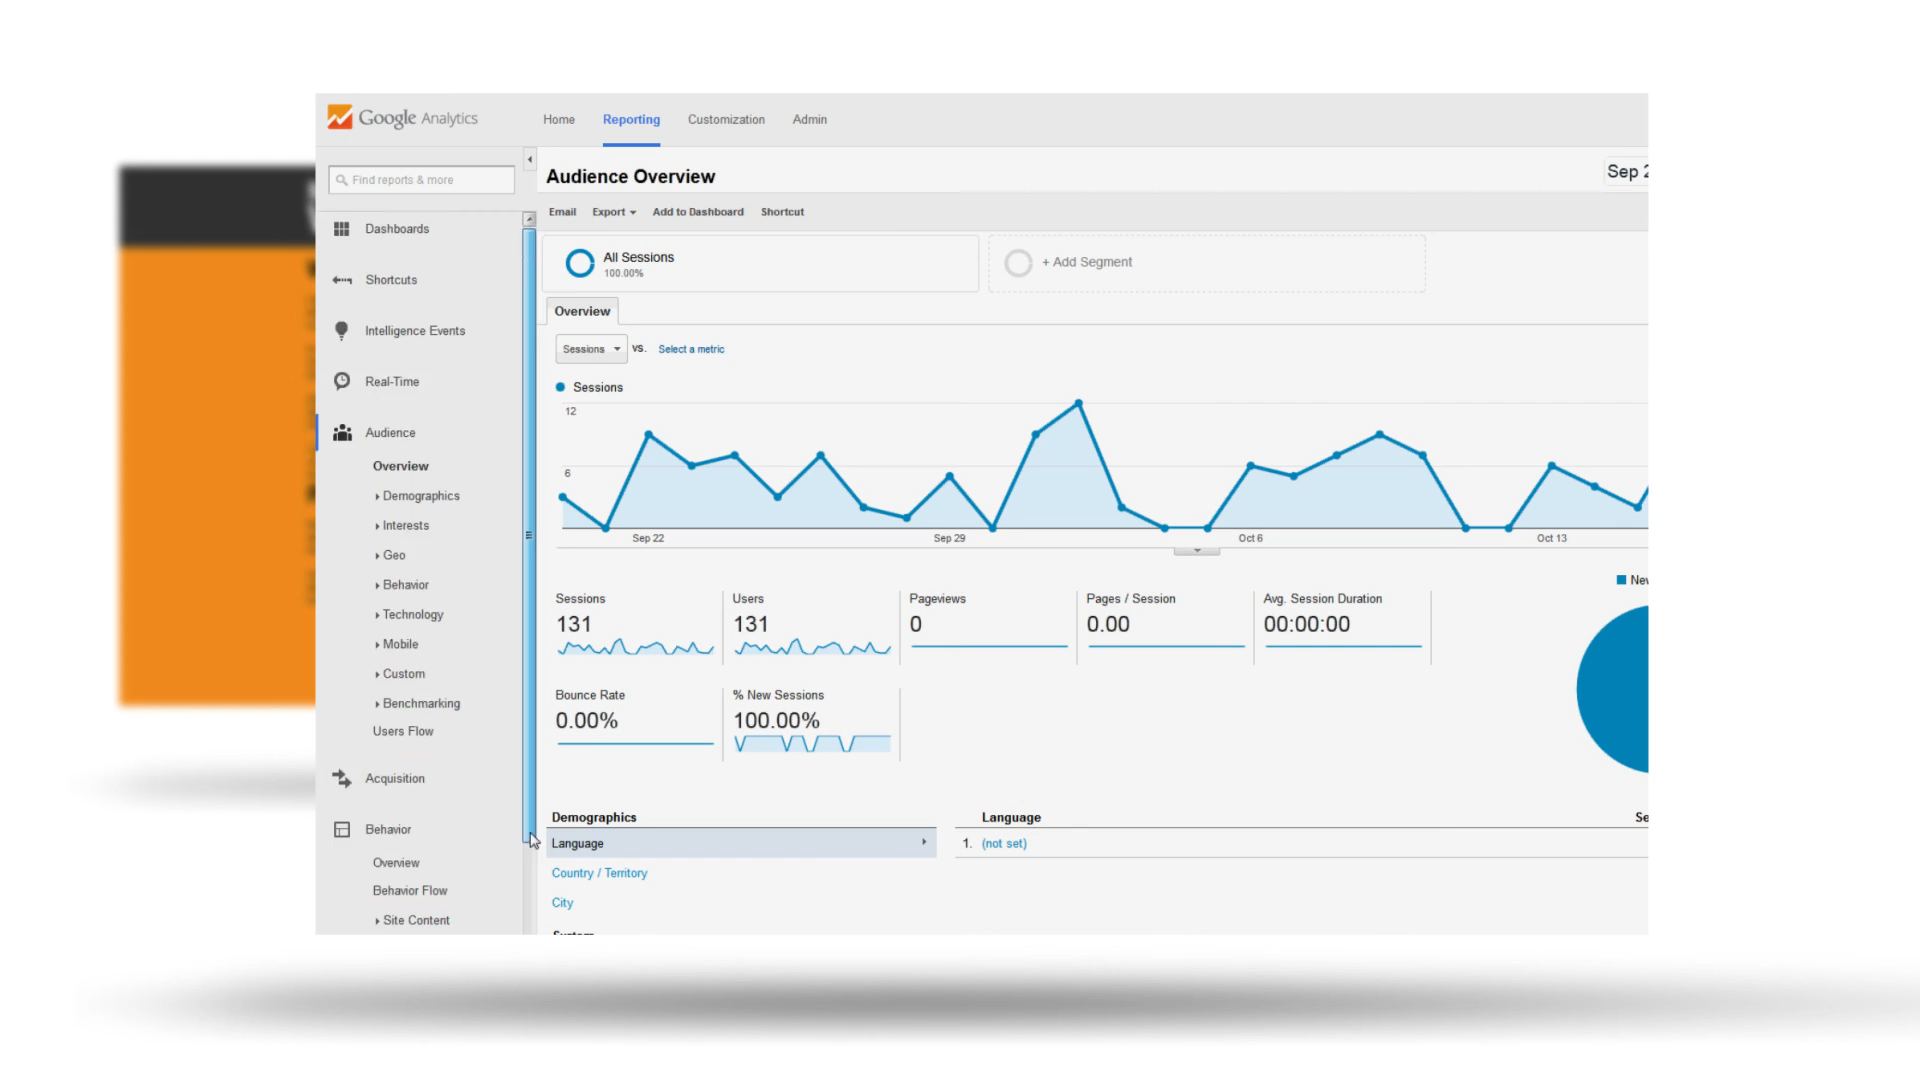 Google Analytics
Home Reporting Customization Admin
Find reports & more
Audience Overview
Sep 2
Email Export Add to Dashboard Shortcut
Dashboards
Shortcuts
Intelligence Events
Real-Time
Audience
Overview
Demographics
Interests
Geo
Behavior
Technology
Mobile
Custom
Benchmarking
Users Flow
Acquisition
Behavior
Overview
Behavior Flow
Site Content
All Sessions
100.00%
+ Add Segment
Overview
Sessions VS. Select a metric
Sessions
12
6
Sep 22 Sep 29 Oct 6 Oct 13
Sessions Users Pageviews Pages / Session Avg. Session Duration
131 131 0 0.00 00:00:00
Bounce Rate % New Sessions
0.00% 100.00%
Demographics
Language
Country / Territory
City
System
Language
1. (not set)